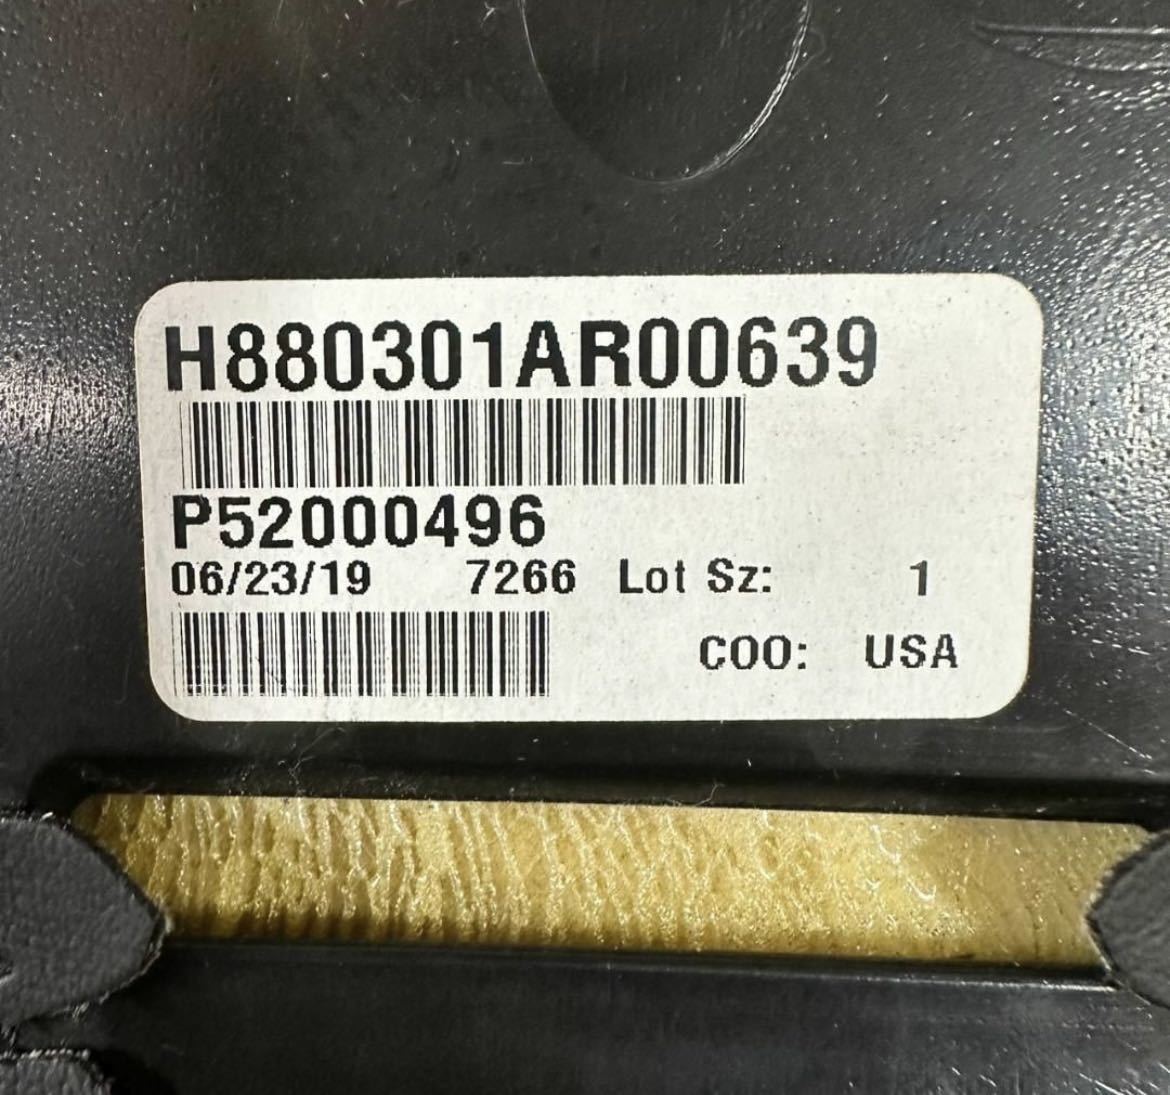 H880301AR00639
P52000496
06/23/19 7266 Lot Sz: 1
COO: USA